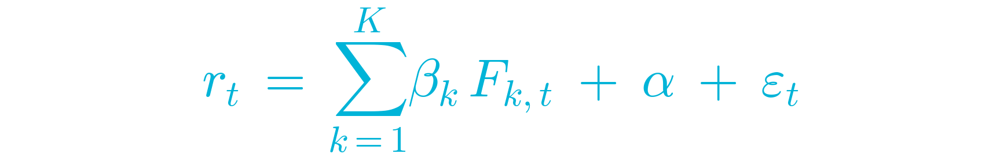 r_t = \sum_{k=1}^{K} \beta_k F_{k,t} + \alpha + \varepsilon_t